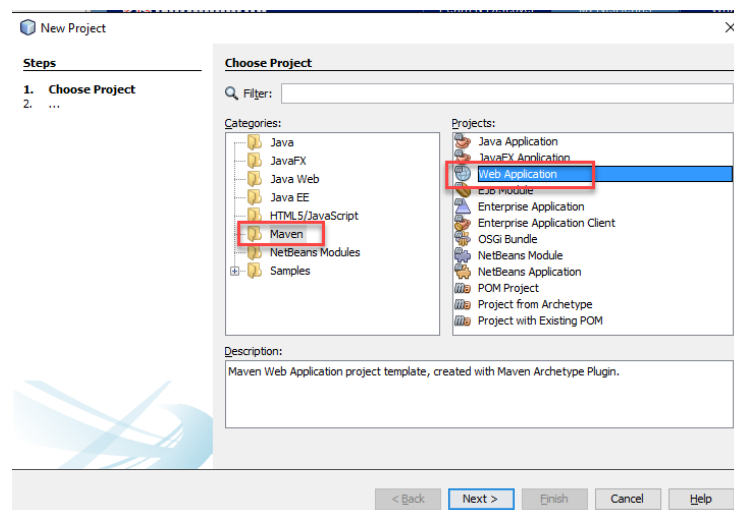 New Project
Steps
1. Choose Project
2. ...
Choose Project
Filter:
Categories:
Java
JavaFX
Java Web
Java EE
HTML5/JavaScript
Maven
NetBeans Modules
Samples
Projects:
Java Application
JavaFX Application
Web Application
EJB Module
Enterprise Application
Enterprise Application Client
OSGi Bundle
NetBeans Module
NetBeans Application
POM Project
Project from Archetype
Project with Existing POM
Description:
Maven Web Application project template, created with Maven Archetype Plugin.
< Back
Next >
Finish
Cancel
Help